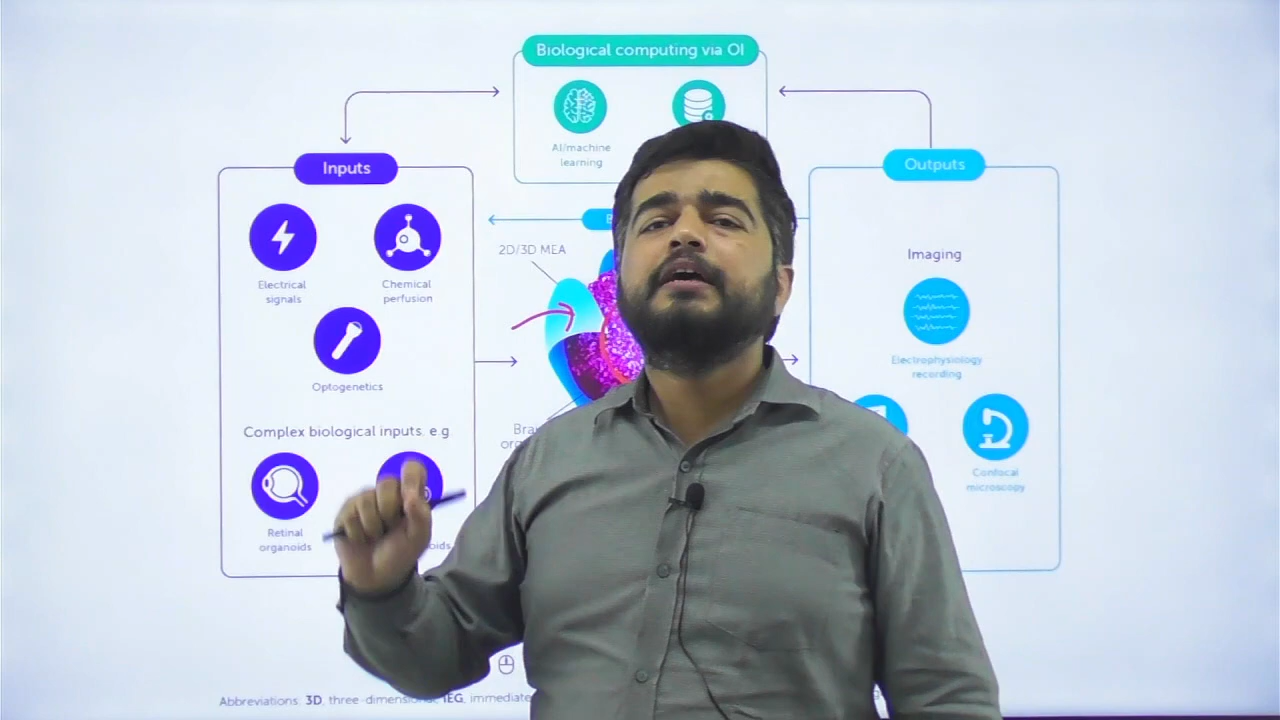 Biological computing via OI
AI/machine
learning
Inputs
Outputs
Electrical
signals
Chemical
perfusion
Optogenetics
Complex biological inputs. e.g
Retinal
organoids
2D/3D MEA
Imaging
Electrophysiology
recording
Confocal
microscopy
Abbreviations: 3D, three-dimensional; IEG, immediate